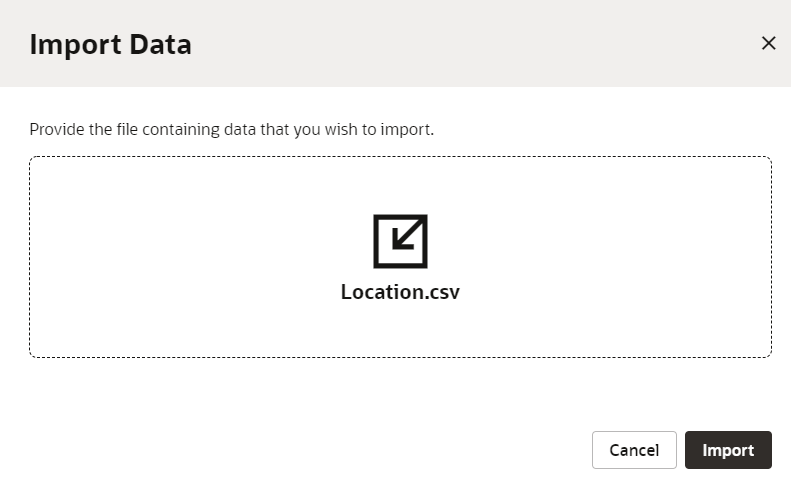 Import Data
Provide the file containing data that you wish to import.
Location.csv
Cancel
Import